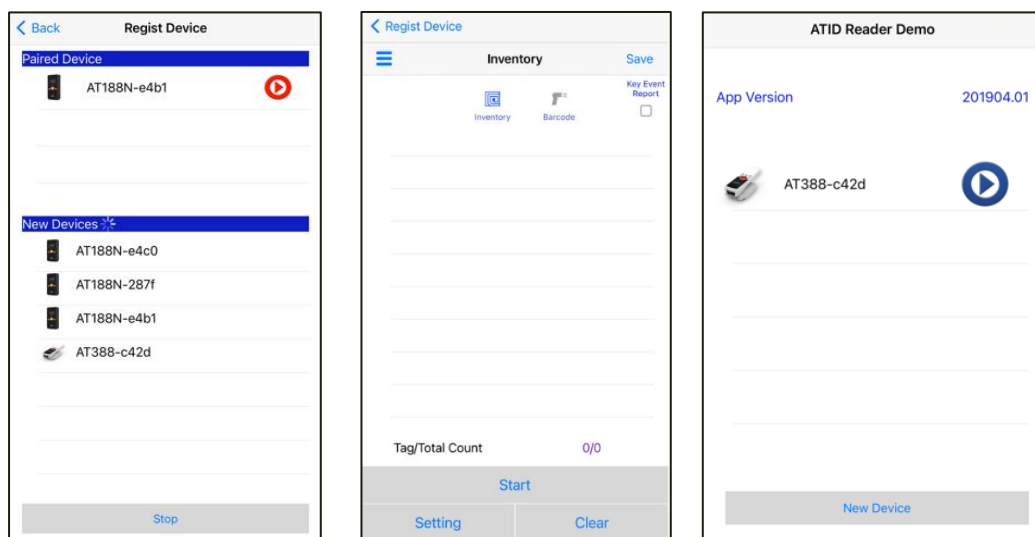 Back
Regist Device
Paired Device
AT188N-e4b1
New Devices
AT188N-e4c0
AT188N-287f
AT188N-e4b1
AT388-c42d
Stop
Regist Device
Inventory
Save
Inventory
Barcode
Key Event
Report
Tag/Total Count
0/0
Start
Setting
Clear
ATID Reader Demo
App Version
201904.01
AT388-c42d
New Device